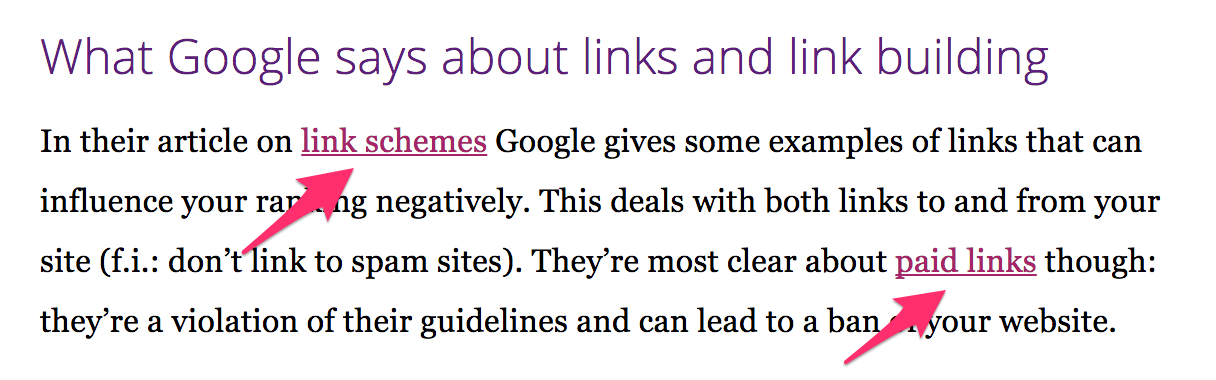 What Google says about links and link building
In their article on link schemes Google gives some examples of links that can
influence your ranking negatively. This deals with both links to and from your
site (f.i.: don’t link to spam sites). They’re most clear about paid links though:
they’re a violation of their guidelines and can lead to a ban of your website.